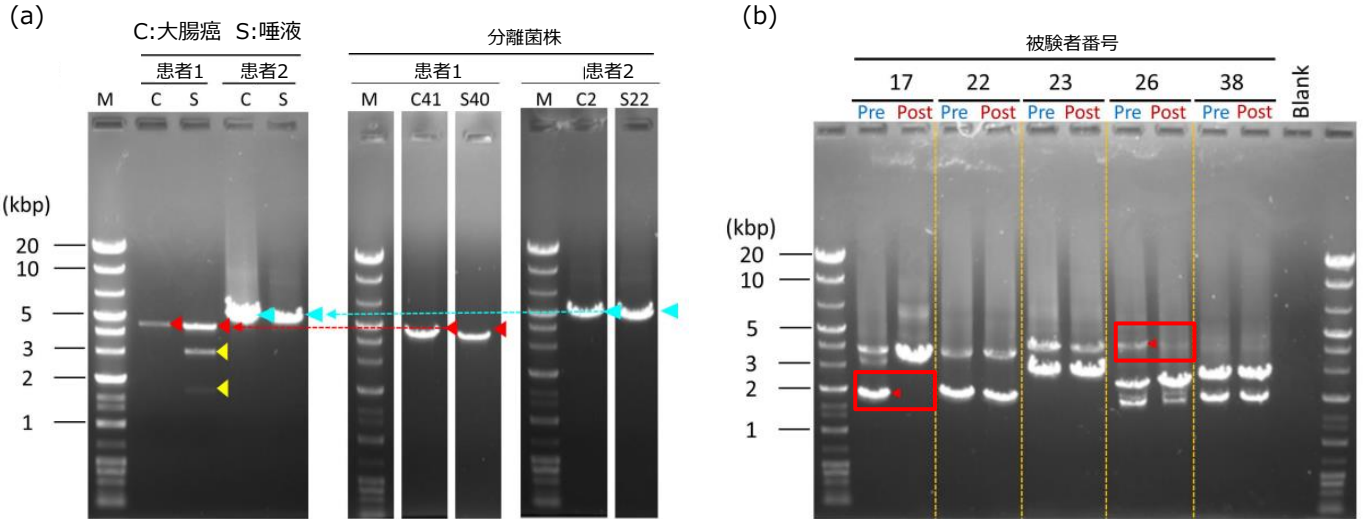 (a)
C:大腸癌 S:唾液
患者1 患者2
M C S C S
(kbp)
20
10
5
3
2
1
分離菌株
患者1 患者2
M C41 S40 M C2 S22
(b)
被験者番号
17 22 23 26 38 Blank
Pre Post Pre Post Pre Post Pre Post Pre Post
(kbp)
20
10
5
3
2
1